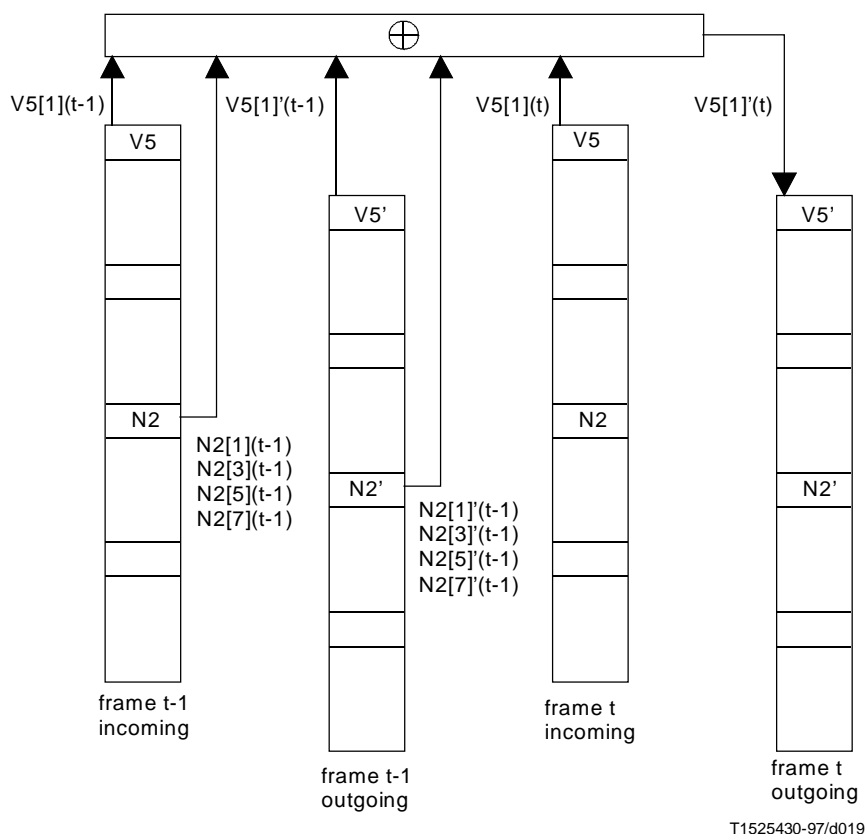 V5[1](t-1)
V5[1]'(t-1)
V5[1](t)
V5[1]'(t)
V5
V5
V5'
V5'
N2
N2
N2[1](t-1)
N2[3](t-1)
N2[5](t-1)
N2[7](t-1)
N2'
N2'
N2[1]'(t-1)
N2[3]'(t-1)
N2[5]'(t-1)
N2[7]'(t-1)
frame t-1
incoming
frame t
incoming
frame t-1
outgoing
frame t
outgoing
T1525430-97/d019